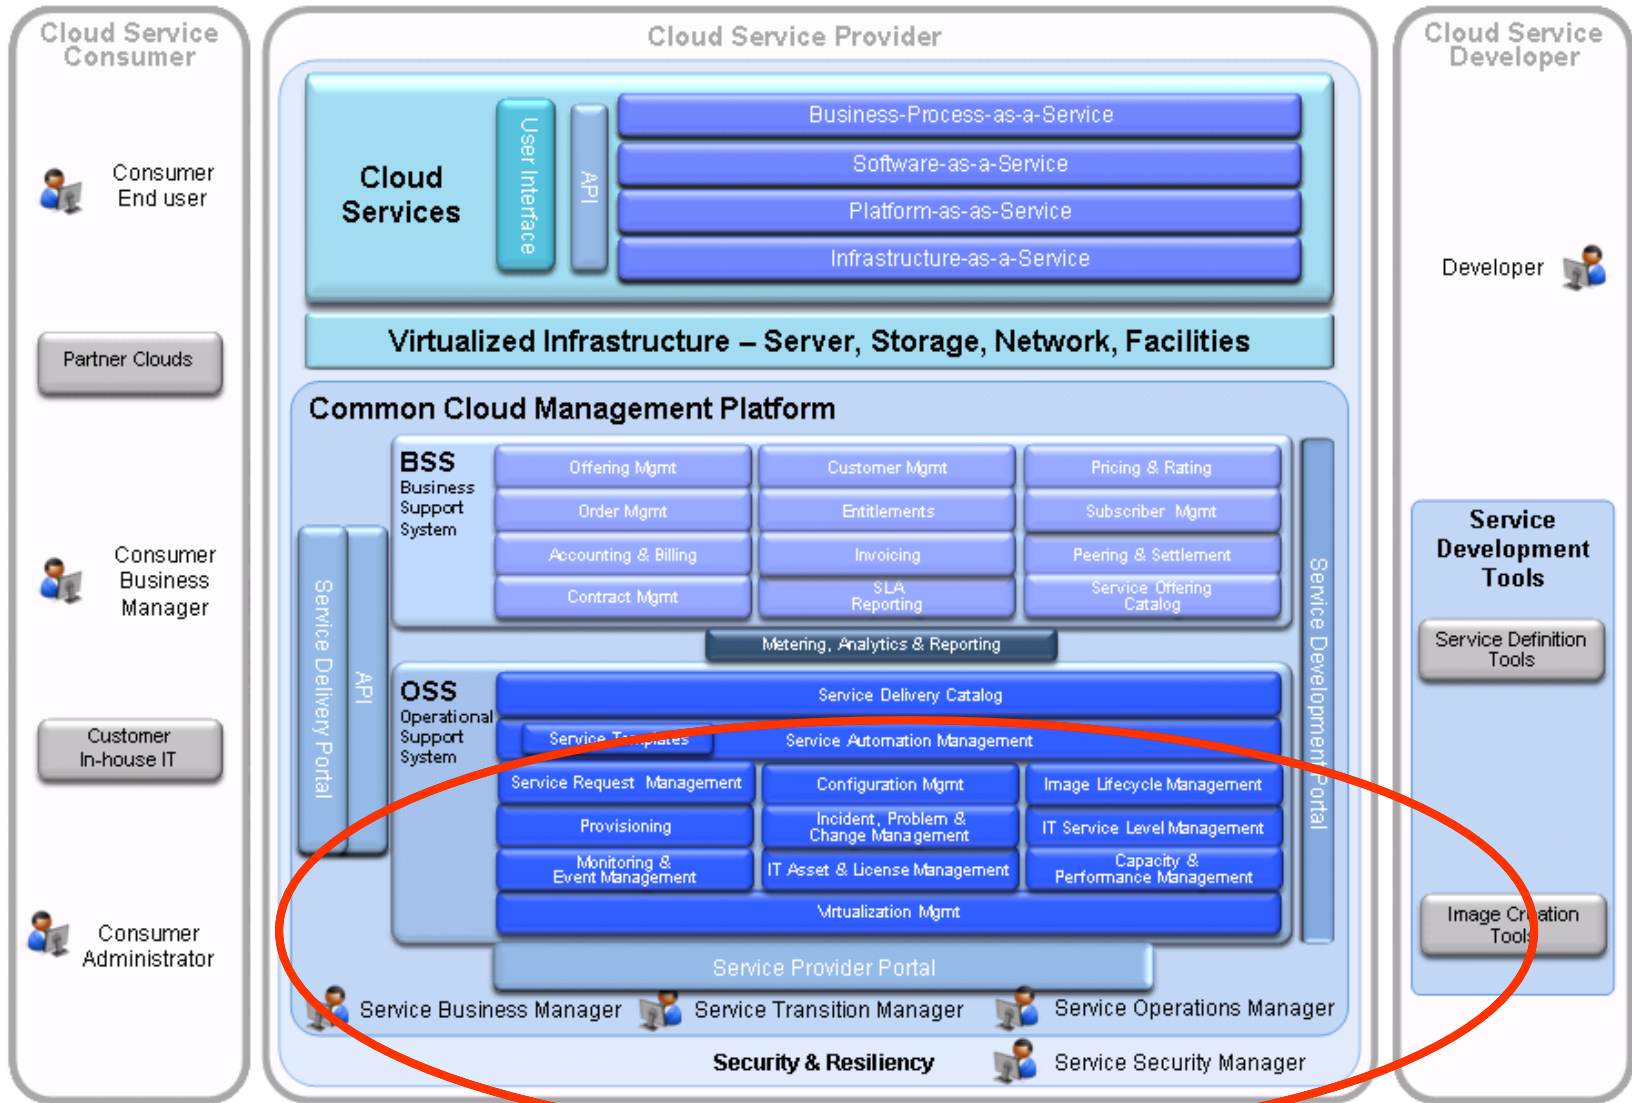 Cloud Service
Consumer
Consumer
End user
Partner Clouds
Consumer
Business
Manager
Customer
In-house IT
Consumer
Administrator
Cloud Service Provider
Cloud
Services
User Interface
API
Business-Process-as-a-Service
Software-as-a-Service
Platform-as-as-Service
Infrastructure-as-a-Service
Virtualized Infrastructure – Server, Storage, Network, Facilities
Common Cloud Management Platform
Service Delivery Portal
API
BSS
Business
Support
System
Offering Mgmt
Customer Mgmt
Pricing & Rating
Order Mgmt
Entitlements
Subscriber Mgmt
Accounting & Billing
Invoicing
Peering & Settlement
Contract Mgmt
SLA
Reporting
Service Offering
Catalog
Metering, Analytics & Reporting
OSS
Operational
Support
System
Service Delivery Catalog
Service Templates
Service Automation Management
Service Request Management
Configuration Mgmt
Image Lifecycle Management
Provisioning
Incident, Problem &
Change Management
IT Service Level Management
Monitoring &
Event Management
IT Asset & License Management
Capacity &
Performance Management
Virtualization Mgmt
Service Development Portal
Service Provider Portal
Service Business Manager
Service Transition Manager
Service Operations Manager
Security & Resiliency
Service Security Manager
Cloud Service
Developer
Developer
Service
Development
Tools
Service Definition
Tools
Image Creation
Tools